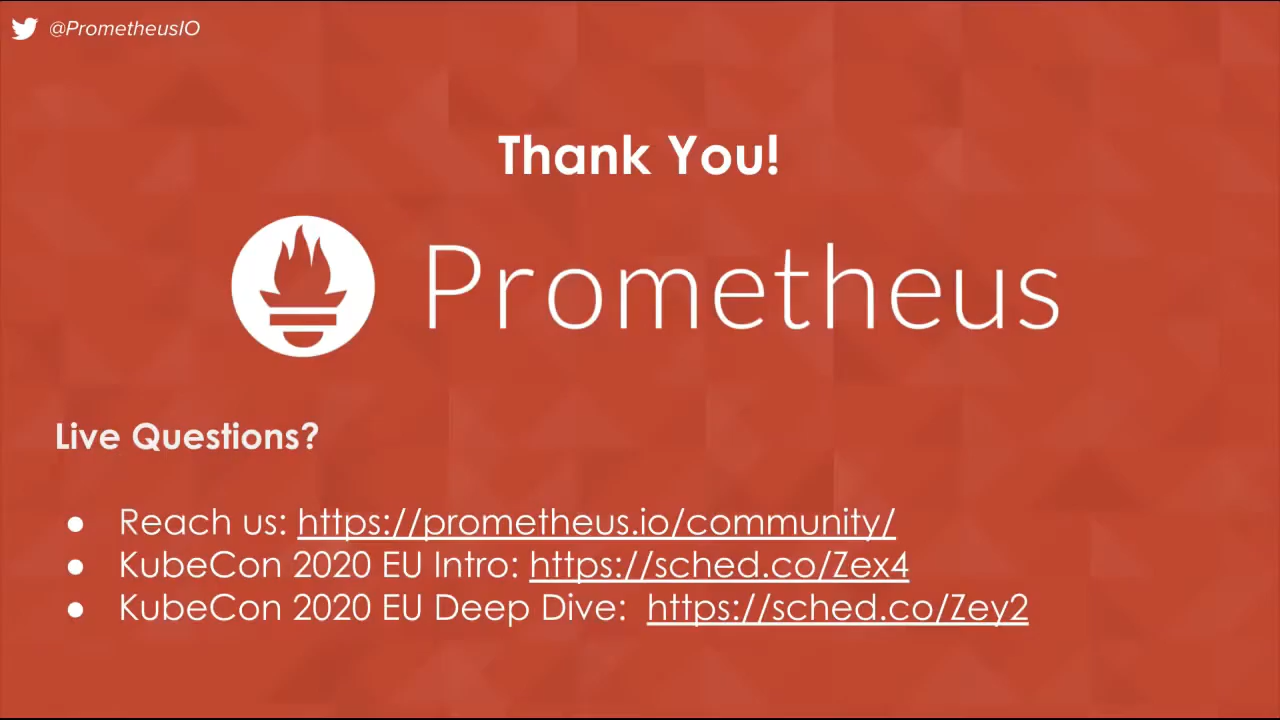 @PrometheusIO
Thank You!
Prometheus
Live Questions?
● Reach us: https://prometheus.io/community/
● KubeCon 2020 EU Intro: https://sched.co/Zex4
● KubeCon 2020 EU Deep Dive: https://sched.co/Zey2